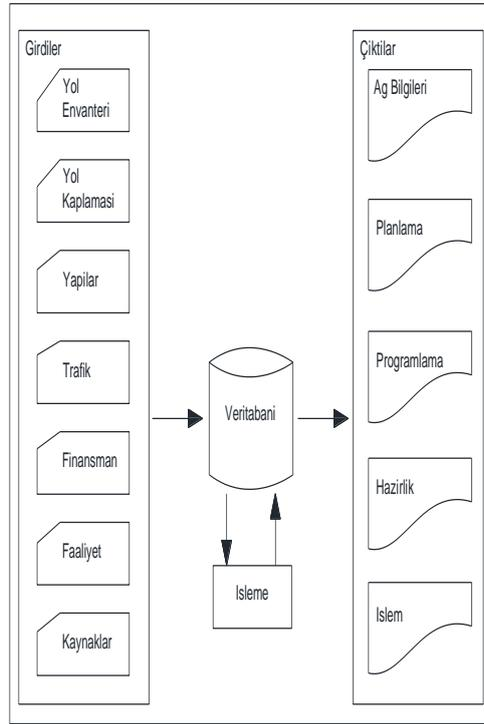 Girdiler
Yol
Envanteri
Yol
Kaplamasi
Yapilar
Trafik
Finansman
Faaliyet
Kaynaklar
Veritabani
Isleme
Çiktilar
Ag Bilgileri
Planlama
Programlama
Hazirlik
Islem